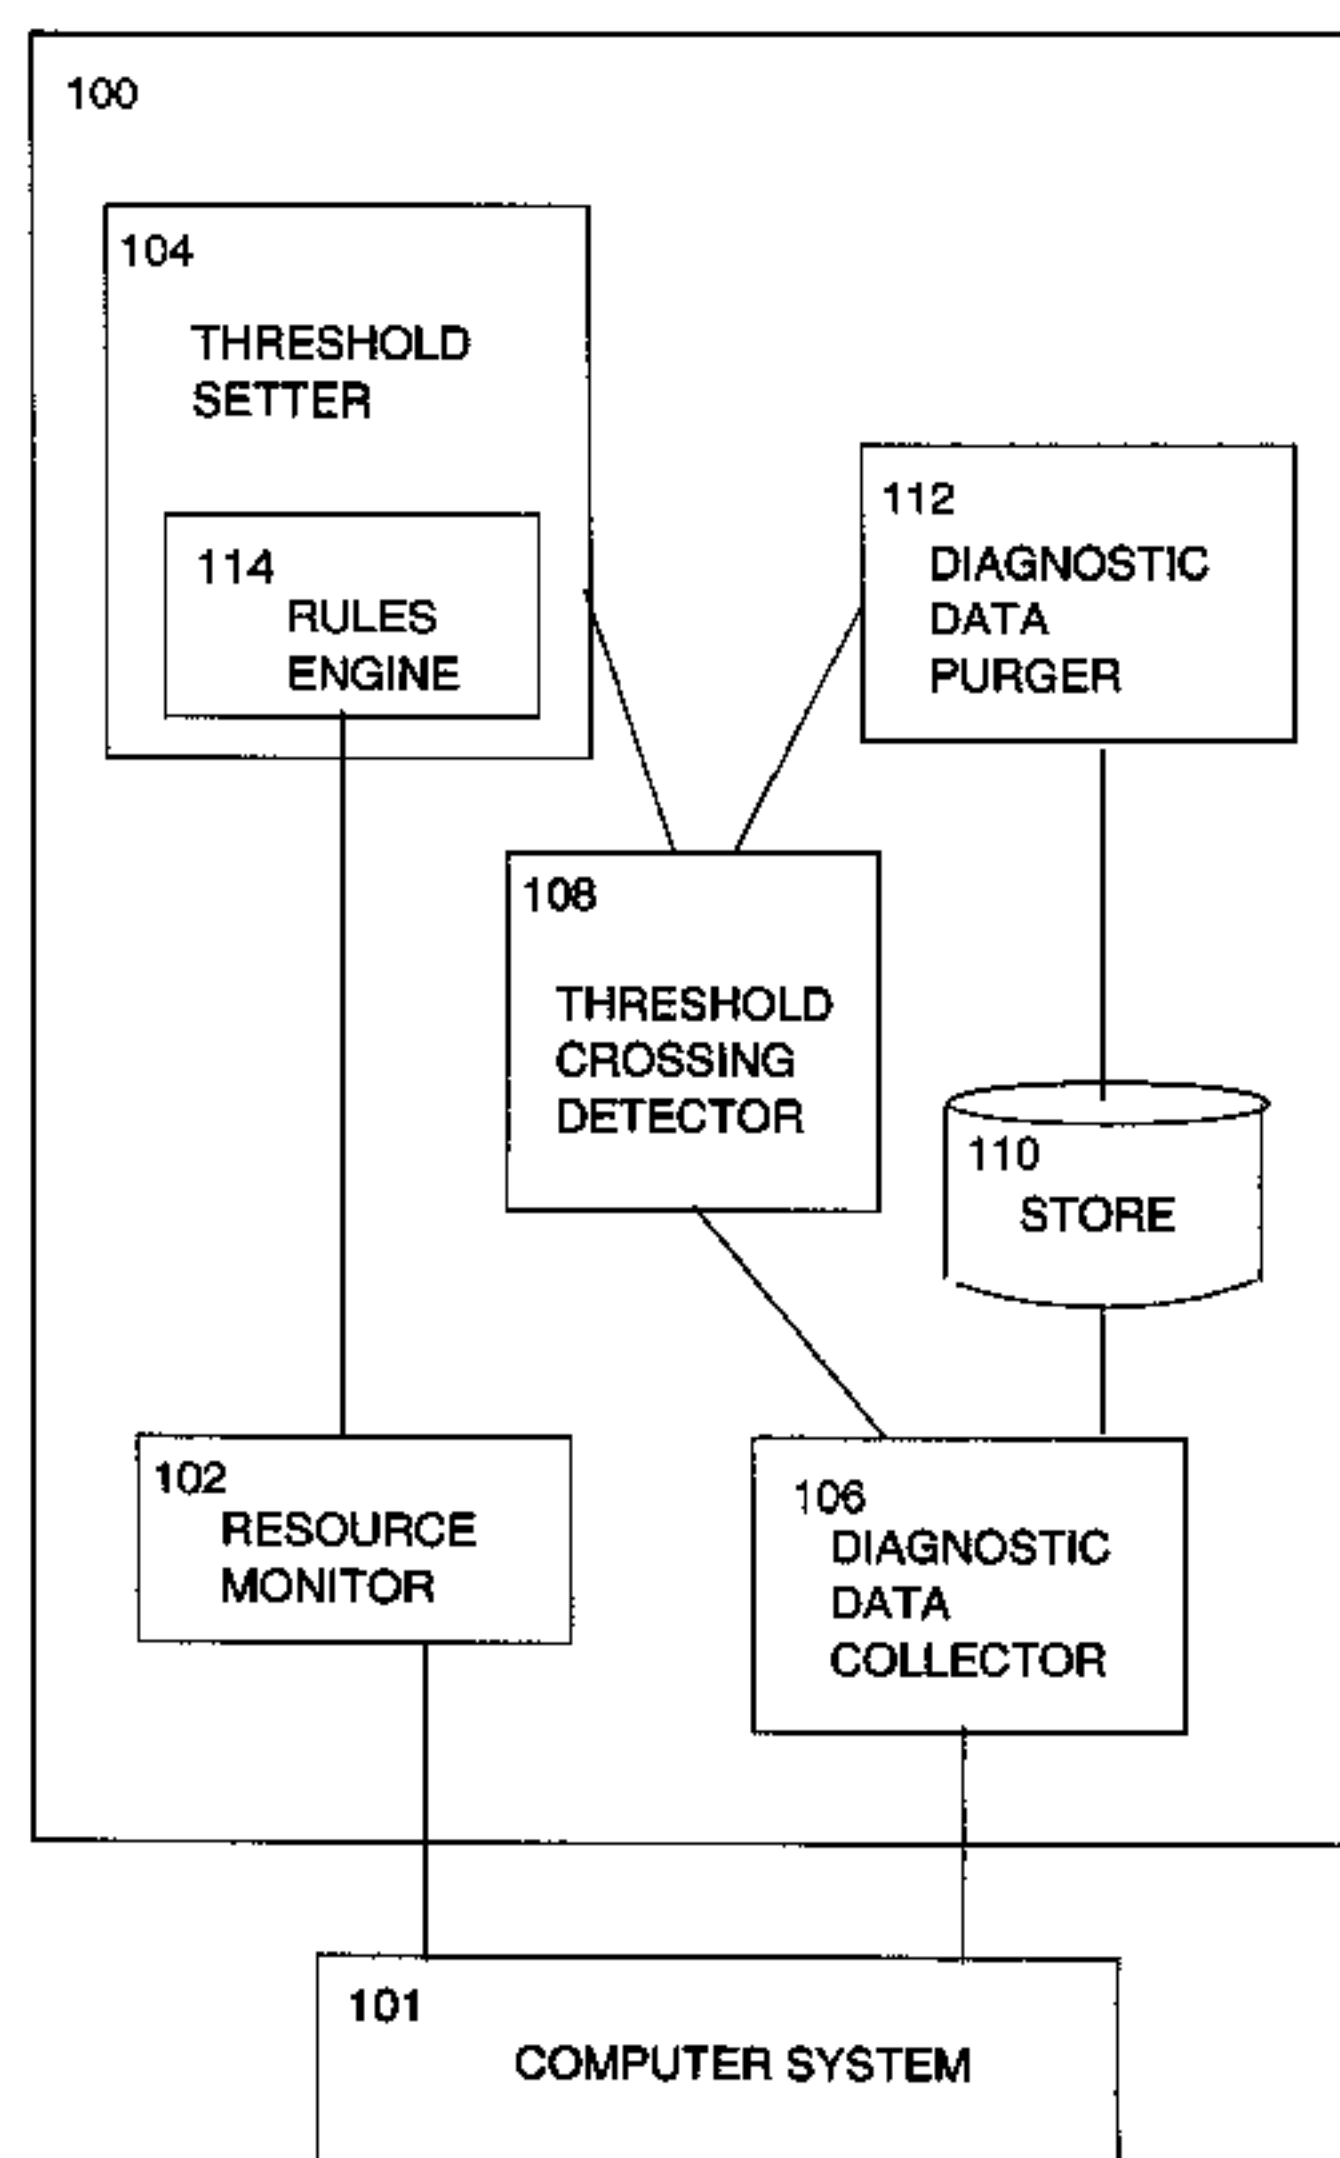 100
104
THRESHOLD
SETTER
114
RULES
ENGINE
112
DIAGNOSTIC
DATA
PURGER
108
THRESHOLD
CROSSING
DETECTOR
110
STORE
102
RESOURCE
MONITOR
106
DIAGNOSTIC
DATA
COLLECTOR
101
COMPUTER SYSTEM